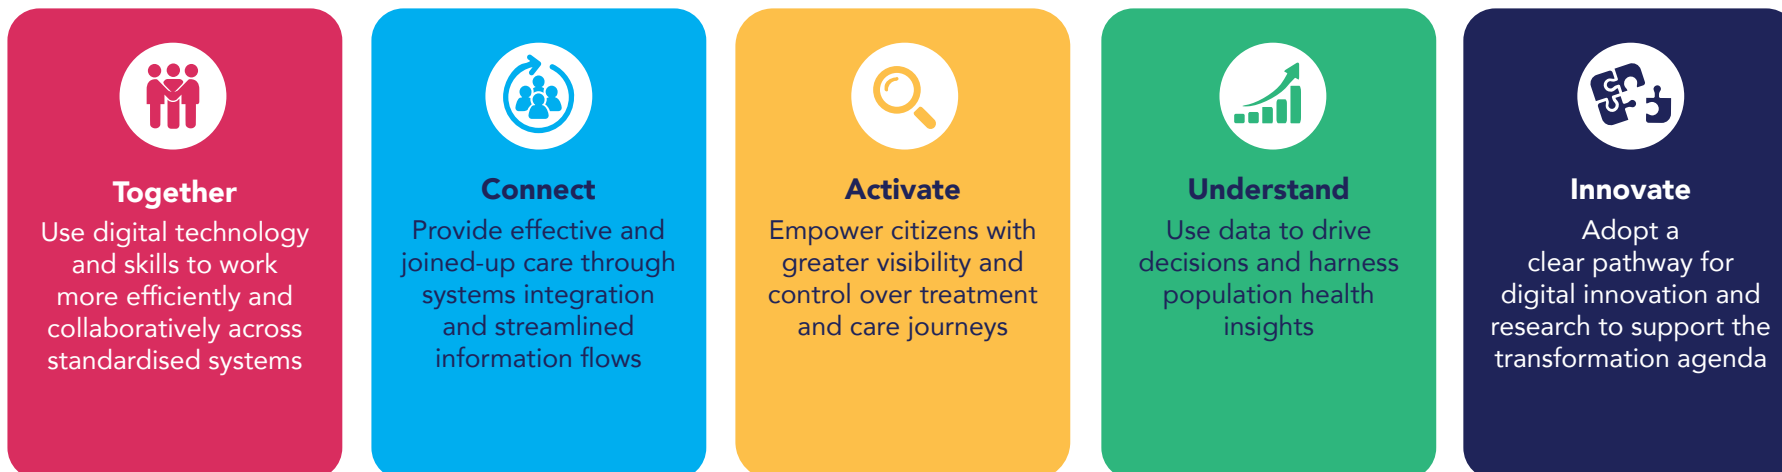 Together
Use digital technology
and skills to work
more efficiently and
collaboratively across
standardised systems
Connect
Provide effective and
joined-up care through
systems integration
and streamlined
information flows
Activate
Empower citizens with
greater visibility and
control over treatment
and care journeys
Understand
Use data to drive
decisions and harness
population health
insights
Innovate
Adopt a
clear pathway for
digital innovation and
research to support the
transformation agenda